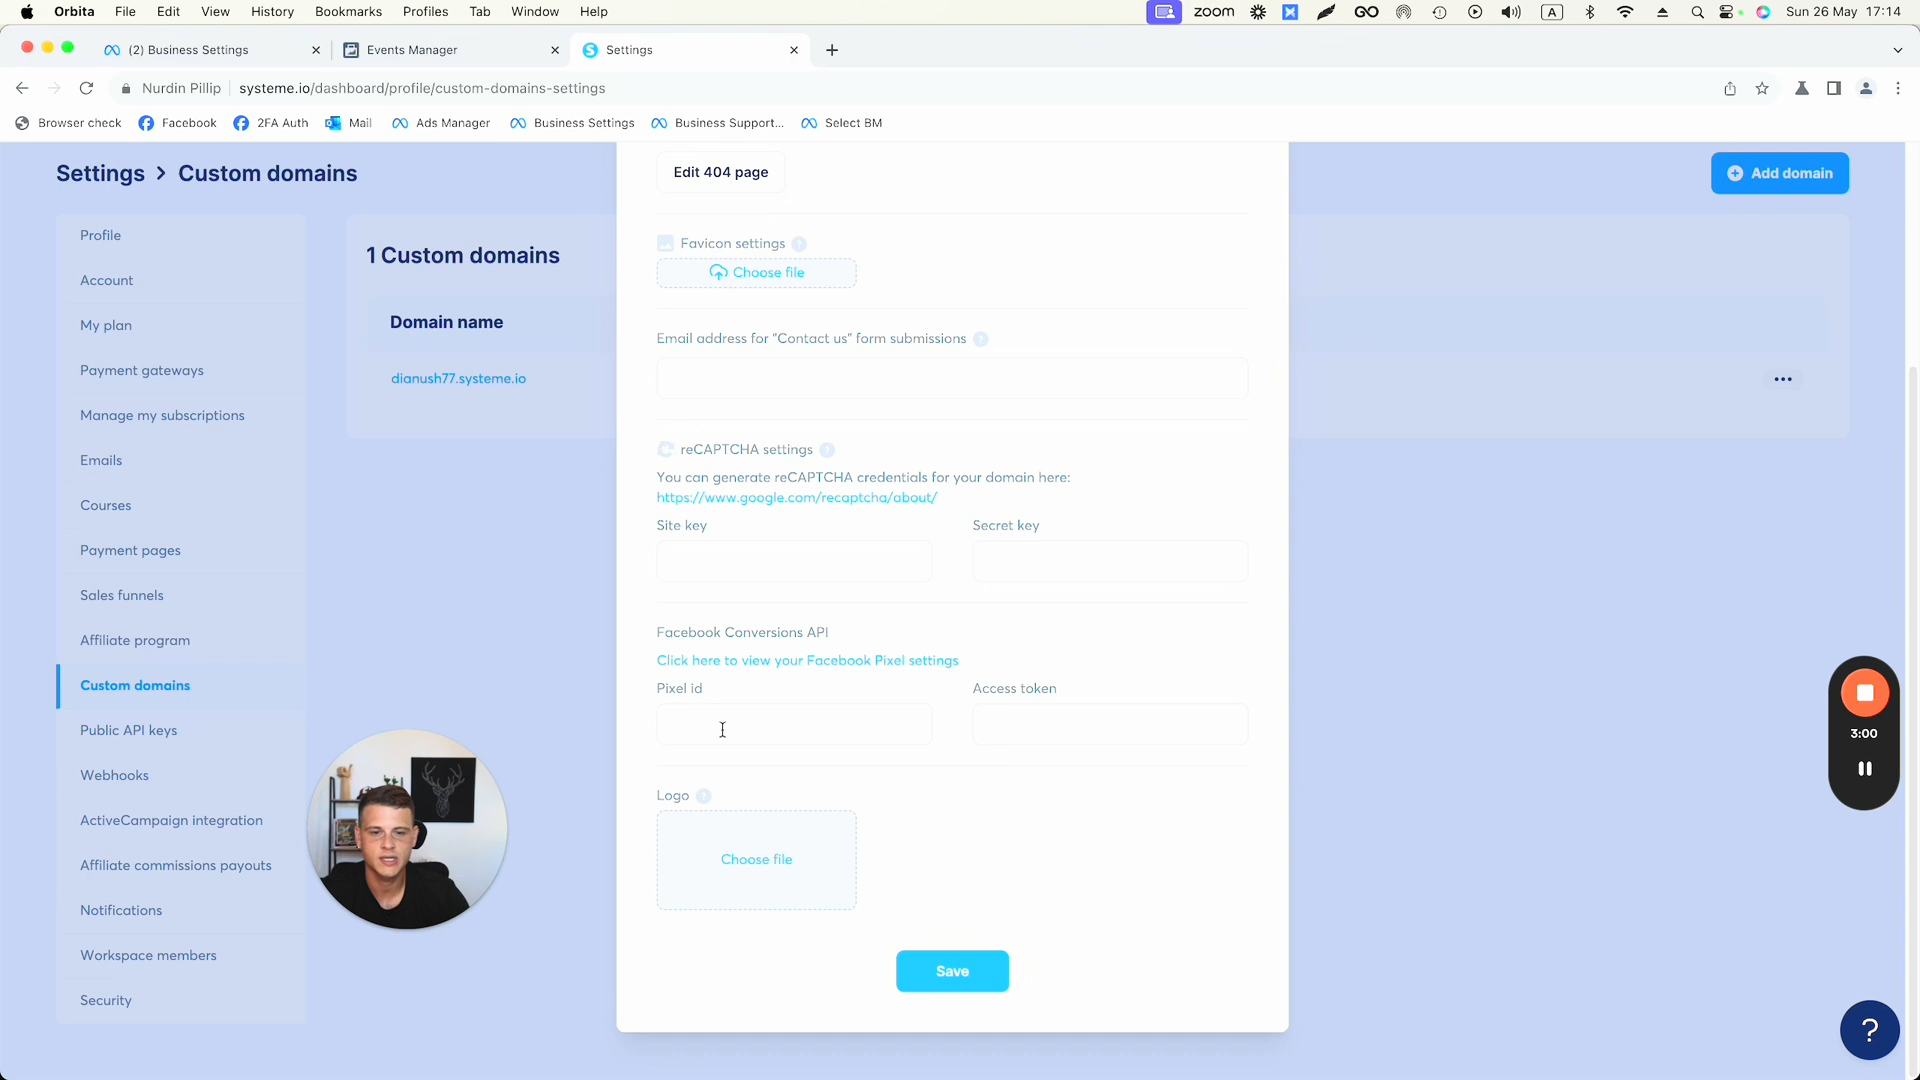 Orbita File Edit View History Bookmarks Profiles Tab Window Help
zoom A Sun 26 May 17:14
(2) Business Settings Events Manager Settings
Nurdin Pillip systeme.io/dashboard/profile/custom-domains-settings
Browser check Facebook 2FA Auth Mail Ads Manager Business Settings Business Support... Select BM
Settings > Custom domains
Add domain
Profile
Account
My plan
Payment gateways
Manage my subscriptions
Emails
Courses
Payment pages
Sales funnels
Affiliate program
Custom domains
Public API keys
Webhooks
ActiveCampaign integration
Affiliate commissions payouts
Notifications
Workspace members
Security
1 Custom domains
Domain name
dianush77.systeme.io
Edit 404 page
Favicon settings ?
Choose file
Email address for "Contact us" form submissions ?
reCAPTCHA settings ?
You can generate reCAPTCHA credentials for your domain here:
https://www.google.com/recaptcha/about/
Site key Secret key
Facebook Conversions API
Click here to view your Facebook Pixel settings
Pixel id Access token
Logo ?
Choose file
Save
3:00
?